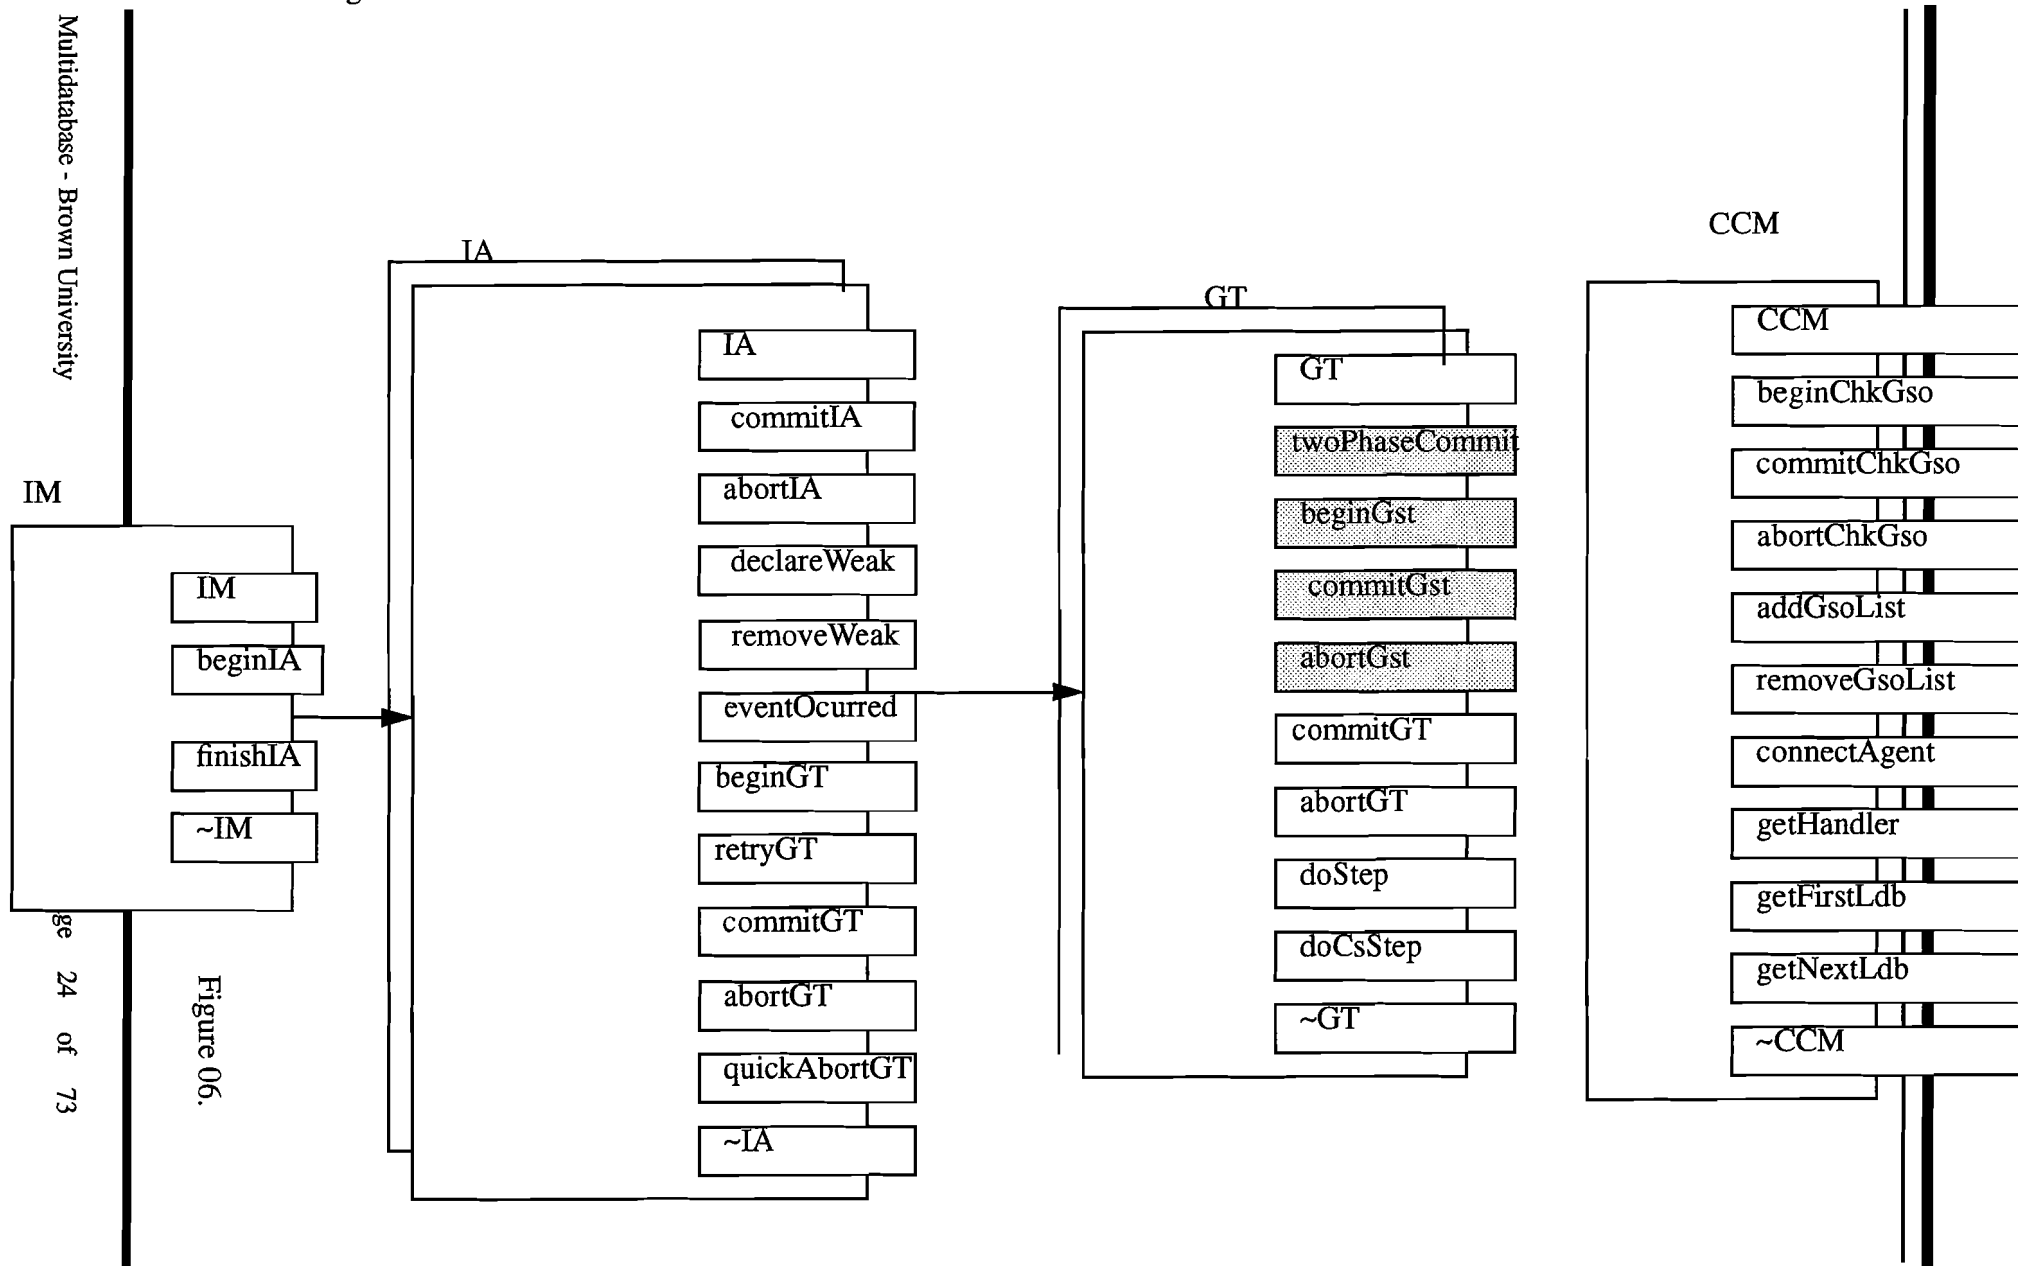 Multidatabase - Brown University
IM
IM
beginIA
finishIA
~IM
ge 24 of 73
Figure 06.
IA
IA
commitIA
abortIA
declareWeak
removeWeak
eventOcurred
beginGT
retryGT
commitGT
abortGT
quickAbortGT
~IA
GT
GT
twoPhaseCommit
beginGst
commitGst
abortGst
commitGT
abortGT
doStep
doCsStep
~GT
CCM
CCM
beginChkGso
commitChkGso
abortChkGso
addGsoList
removeGsoList
connectAgent
getHandler
getFirstLdb
getNextLdb
~CCM